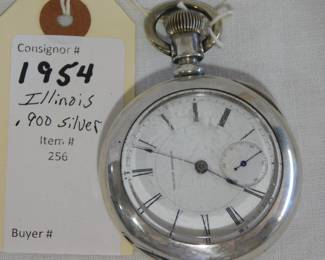 Consignor #
1954
Illinois
.900 silver
Item #
256
Buyer #